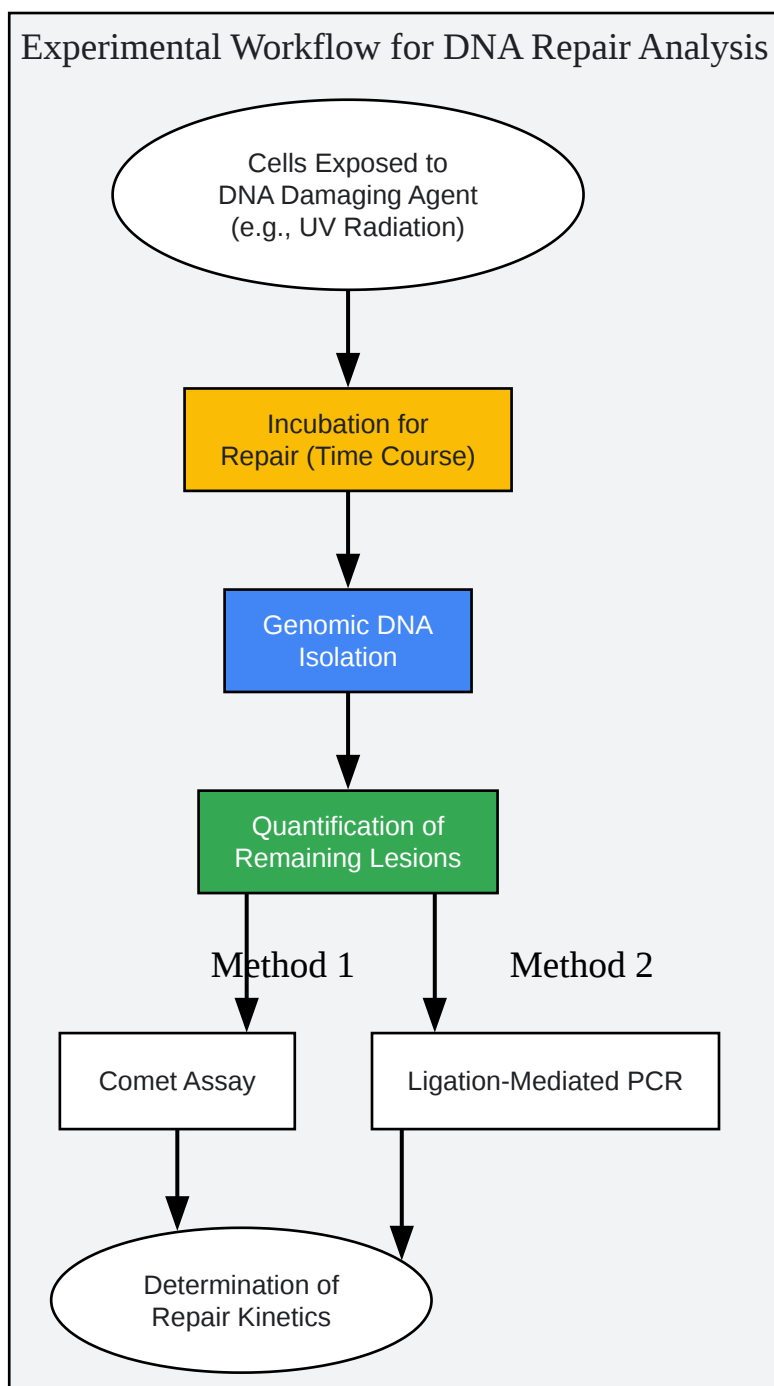 Experimental Workflow for DNA Repair Analysis
Cells Exposed to
DNA Damaging Agent
(e.g., UV Radiation)
Incubation for
Repair (Time Course)
Genomic DNA
Isolation
Quantification of
Remaining Lesions
Method 1
Method 2
Comet Assay
Ligation-Mediated PCR
Determination of
Repair Kinetics